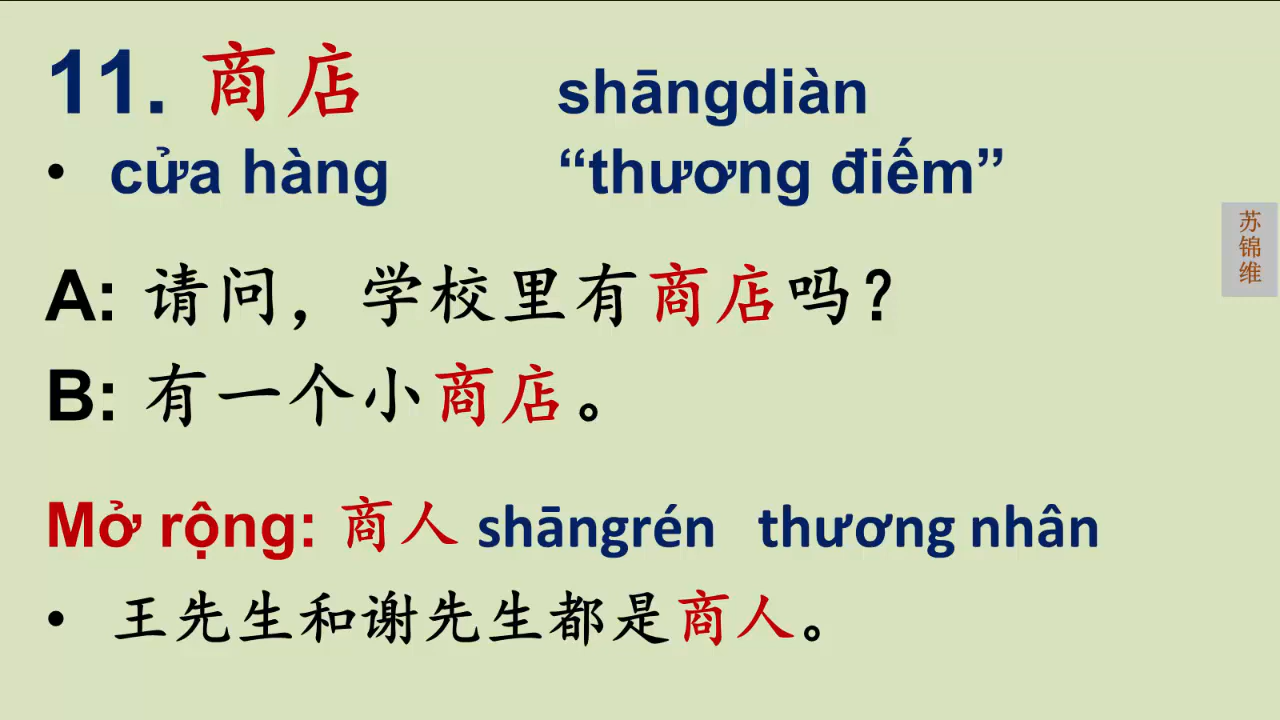 11. 商店 shāngdiàn
• cửa hàng “thương điếm”
A: 请问，学校里有商店吗？
B: 有一个小商店。
Mở rộng: 商人 shāngrén thương nhân
• 王先生和谢先生都是商人。
苏锦维